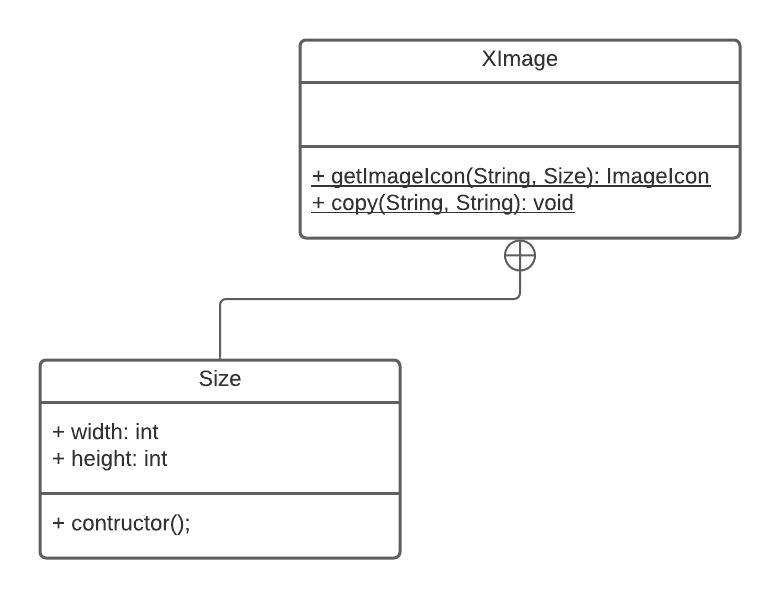 XImage
+ getImageIcon(String, Size): ImageIcon
+ copy(String, String): void
Size
+ width: int
+ height: int
+ contructor();